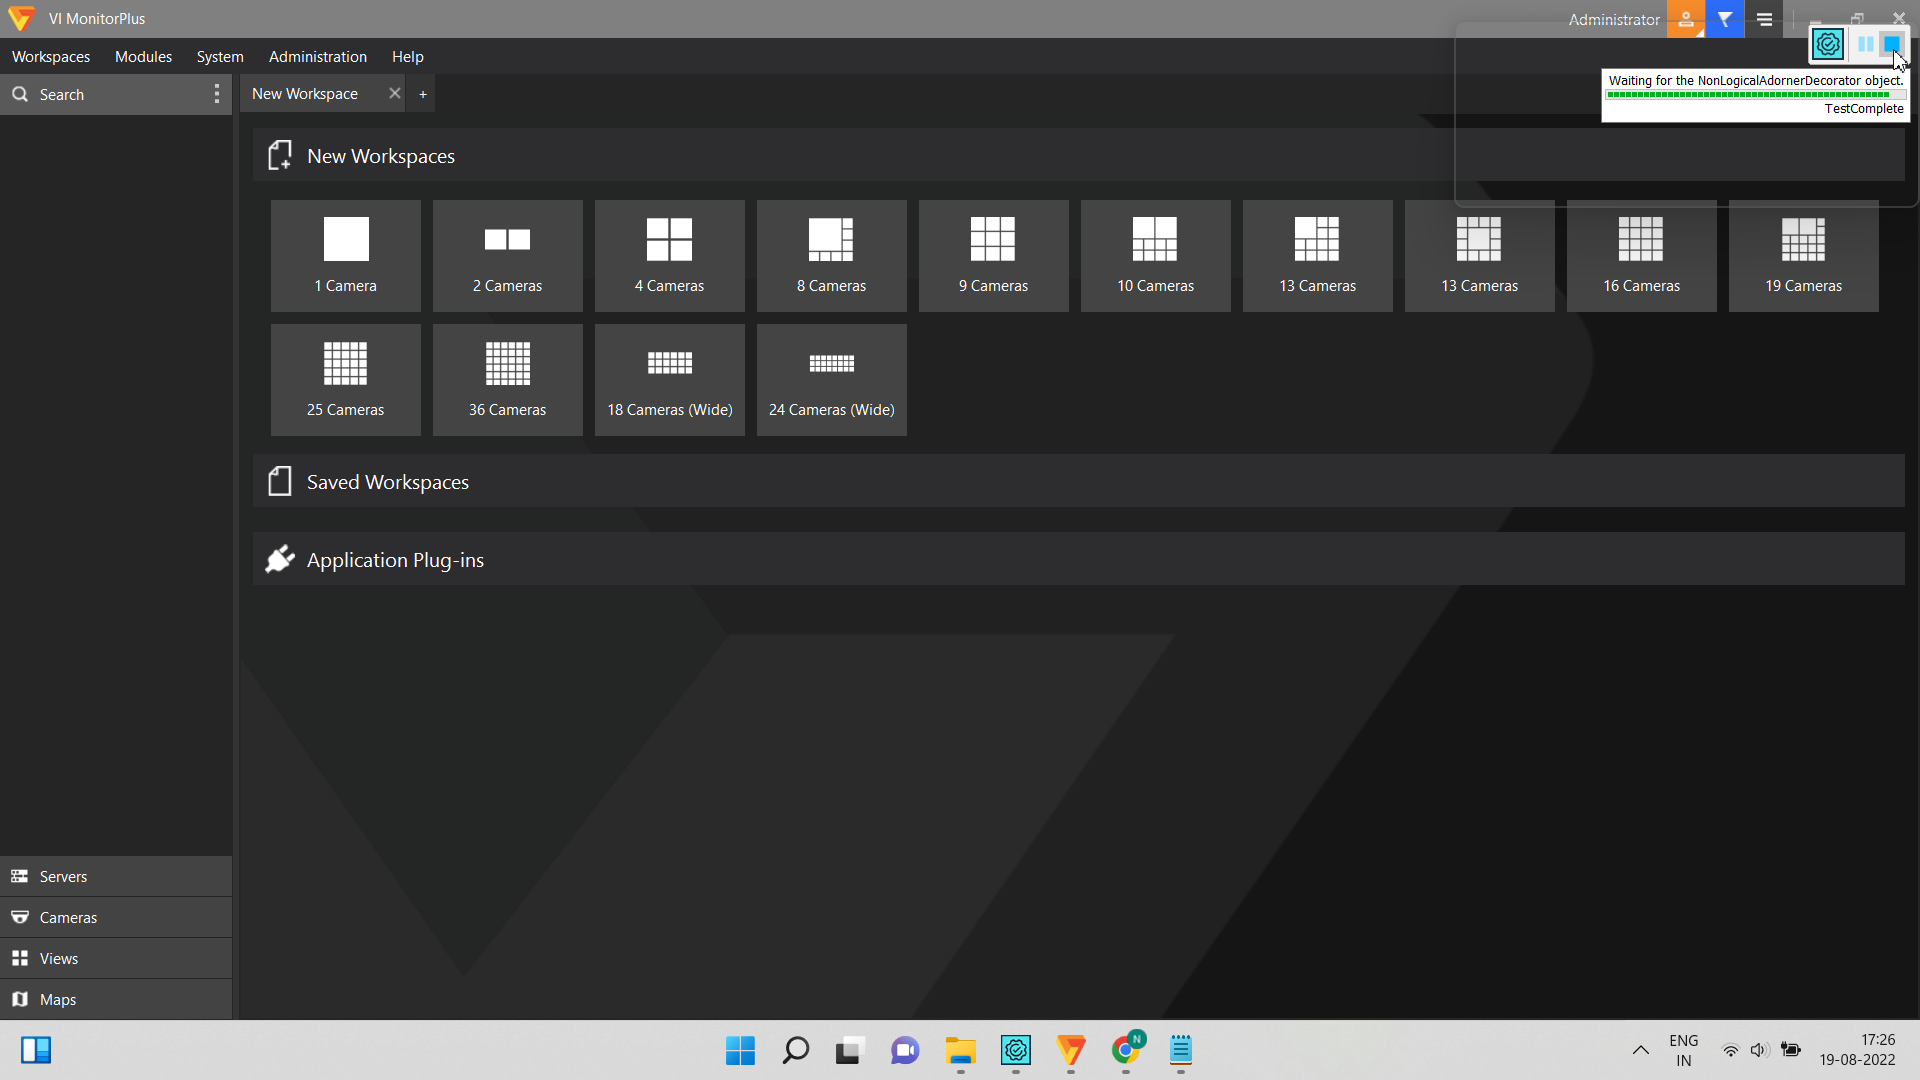 VI MonitorPlus
Administrator
Workspaces Modules System Administration Help
Search
New Workspace
+
Waiting for the NonLogicalAdornerDecorator object.
TestComplete
New Workspaces
1 Camera
2 Cameras
4 Cameras
8 Cameras
9 Cameras
10 Cameras
13 Cameras
13 Cameras
16 Cameras
19 Cameras
25 Cameras
36 Cameras
18 Cameras (Wide)
24 Cameras (Wide)
Saved Workspaces
Application Plug-ins
Servers
Cameras
Views
Maps
N
ENG
IN
17:26
19-08-2022